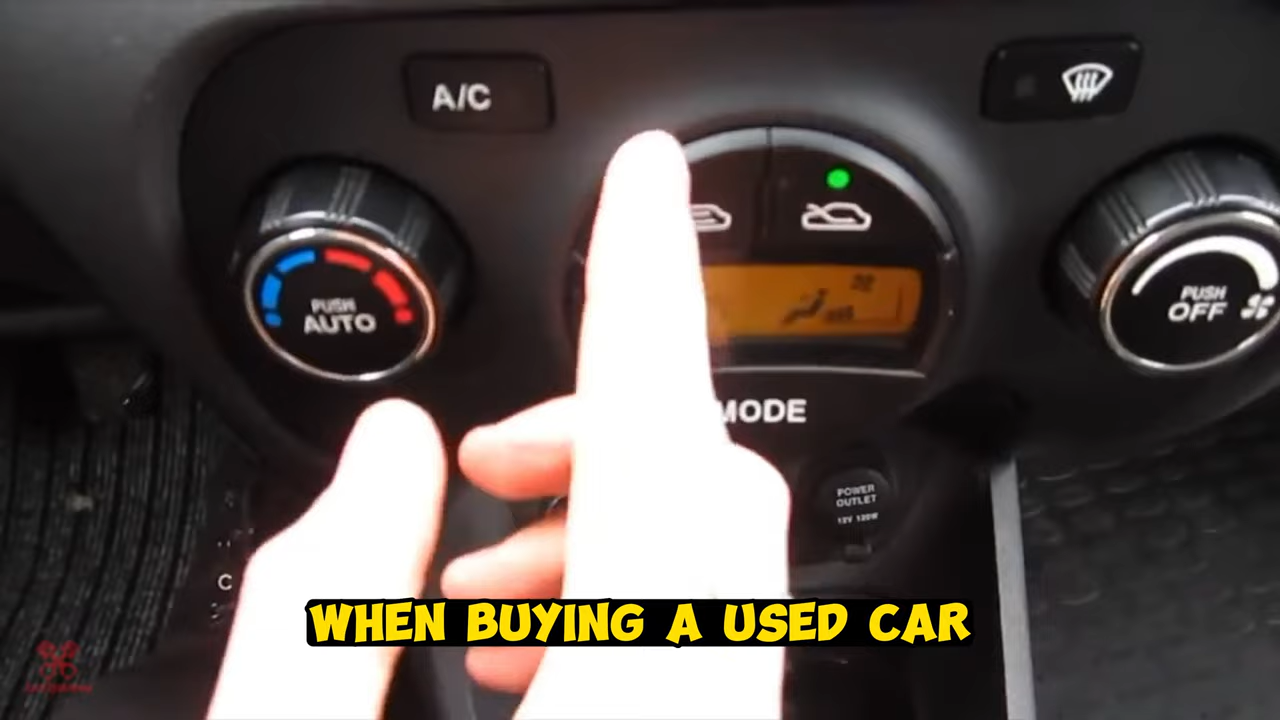 A/C
PUSH
AUTO
PUSH
OFF
MODE
POWER
OUTLET
12V 120W
C
WHEN BUYING A USED CAR